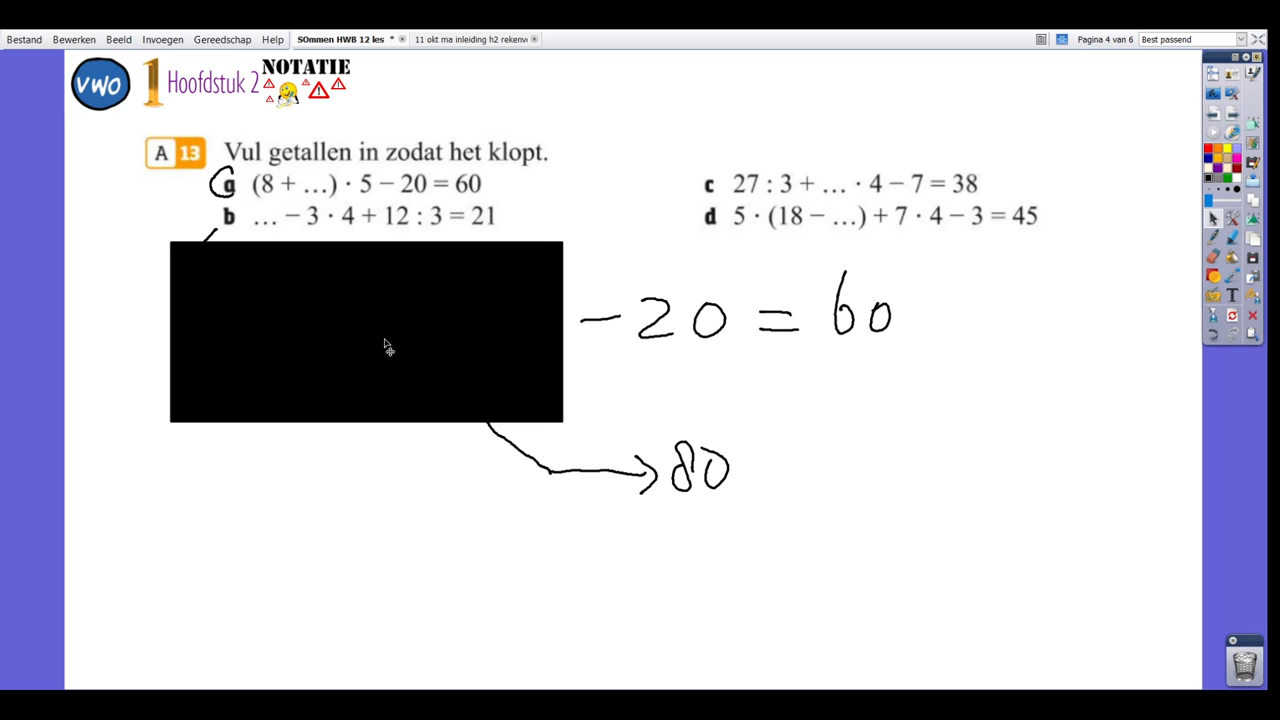 Bestand Bewerken Beeld Invoegen Gereedschap Help SOmmen HWB 12 les * 11 okt ma inleiding h2 rekenv Pagina 4 van 6 Best passend
vwo 1 Hoofdstuk 2 NOTATIE
A 13 Vul getallen in zodat het klopt.
a (8 + ...) · 5 − 20 = 60
b ... − 3 · 4 + 12 : 3 = 21
c 27 : 3 + ... · 4 − 7 = 38
d 5 · (18 − ...) + 7 · 4 − 3 = 45
− 20 = 60
→ 80